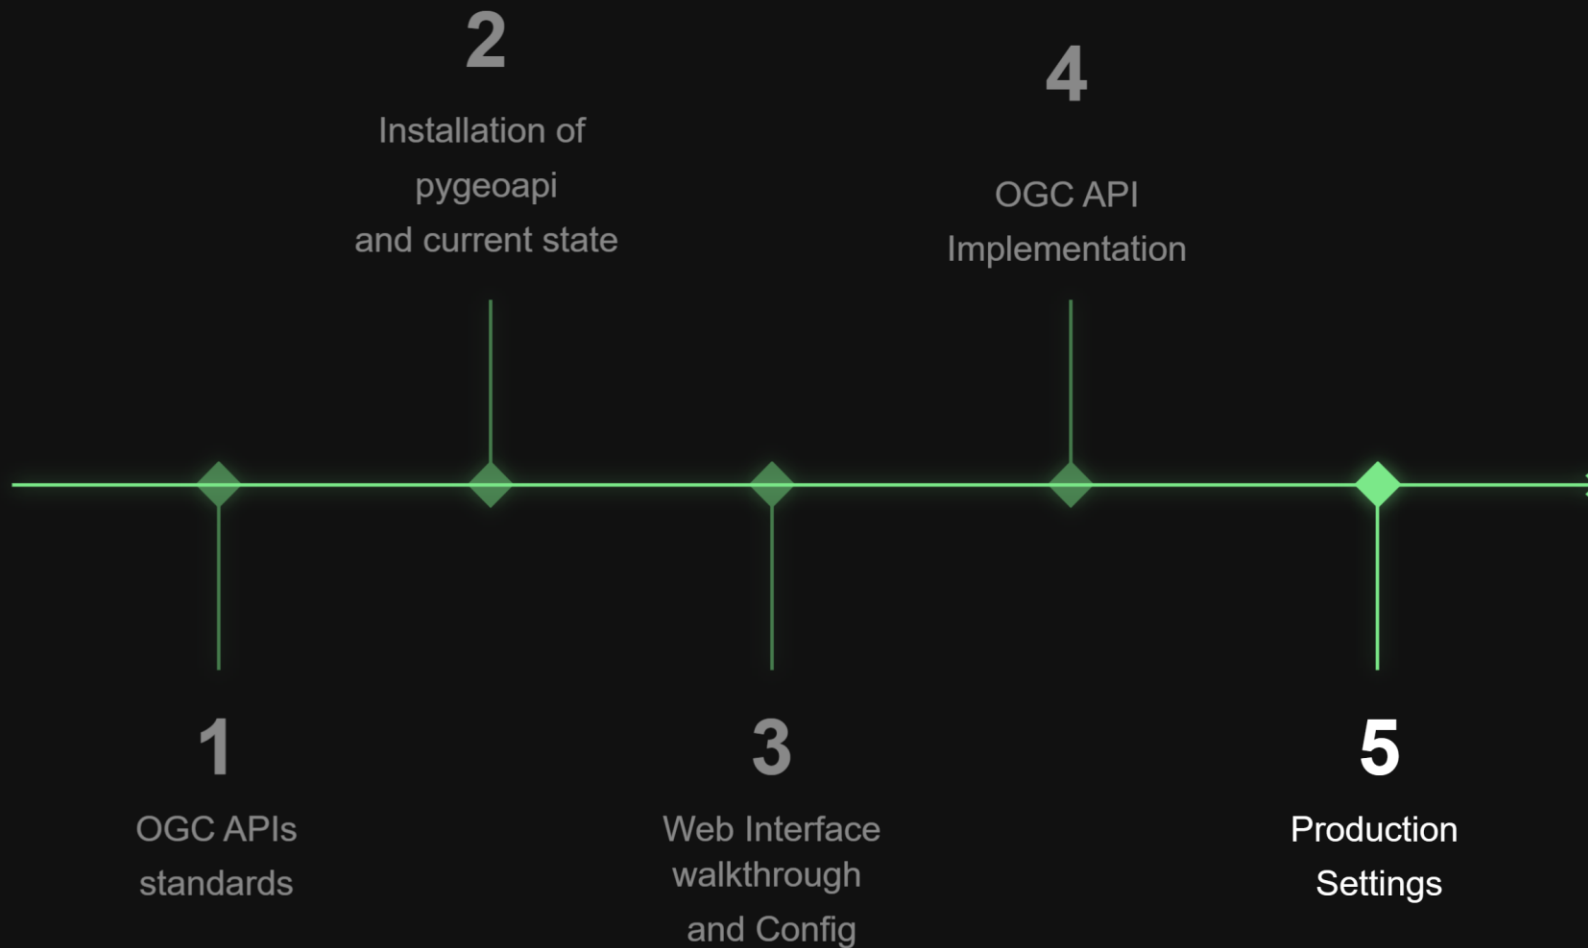 2
Installation of
pygeoapi
and current state
4
OGC API
Implementation
1
OGC APIs
standards
3
Web Interface
walkthrough
and Config
5
Production
Settings